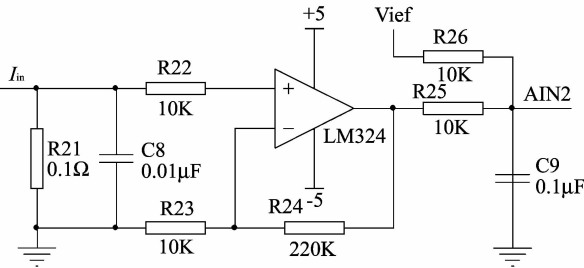 +5
Vief
R26
10K
Iin
R22
10K
R25
10K
AIN2
+
−
LM324
R21
0.1Ω
C8
0.01μF
-5
C9
0.1μF
R23
10K
R24
220K